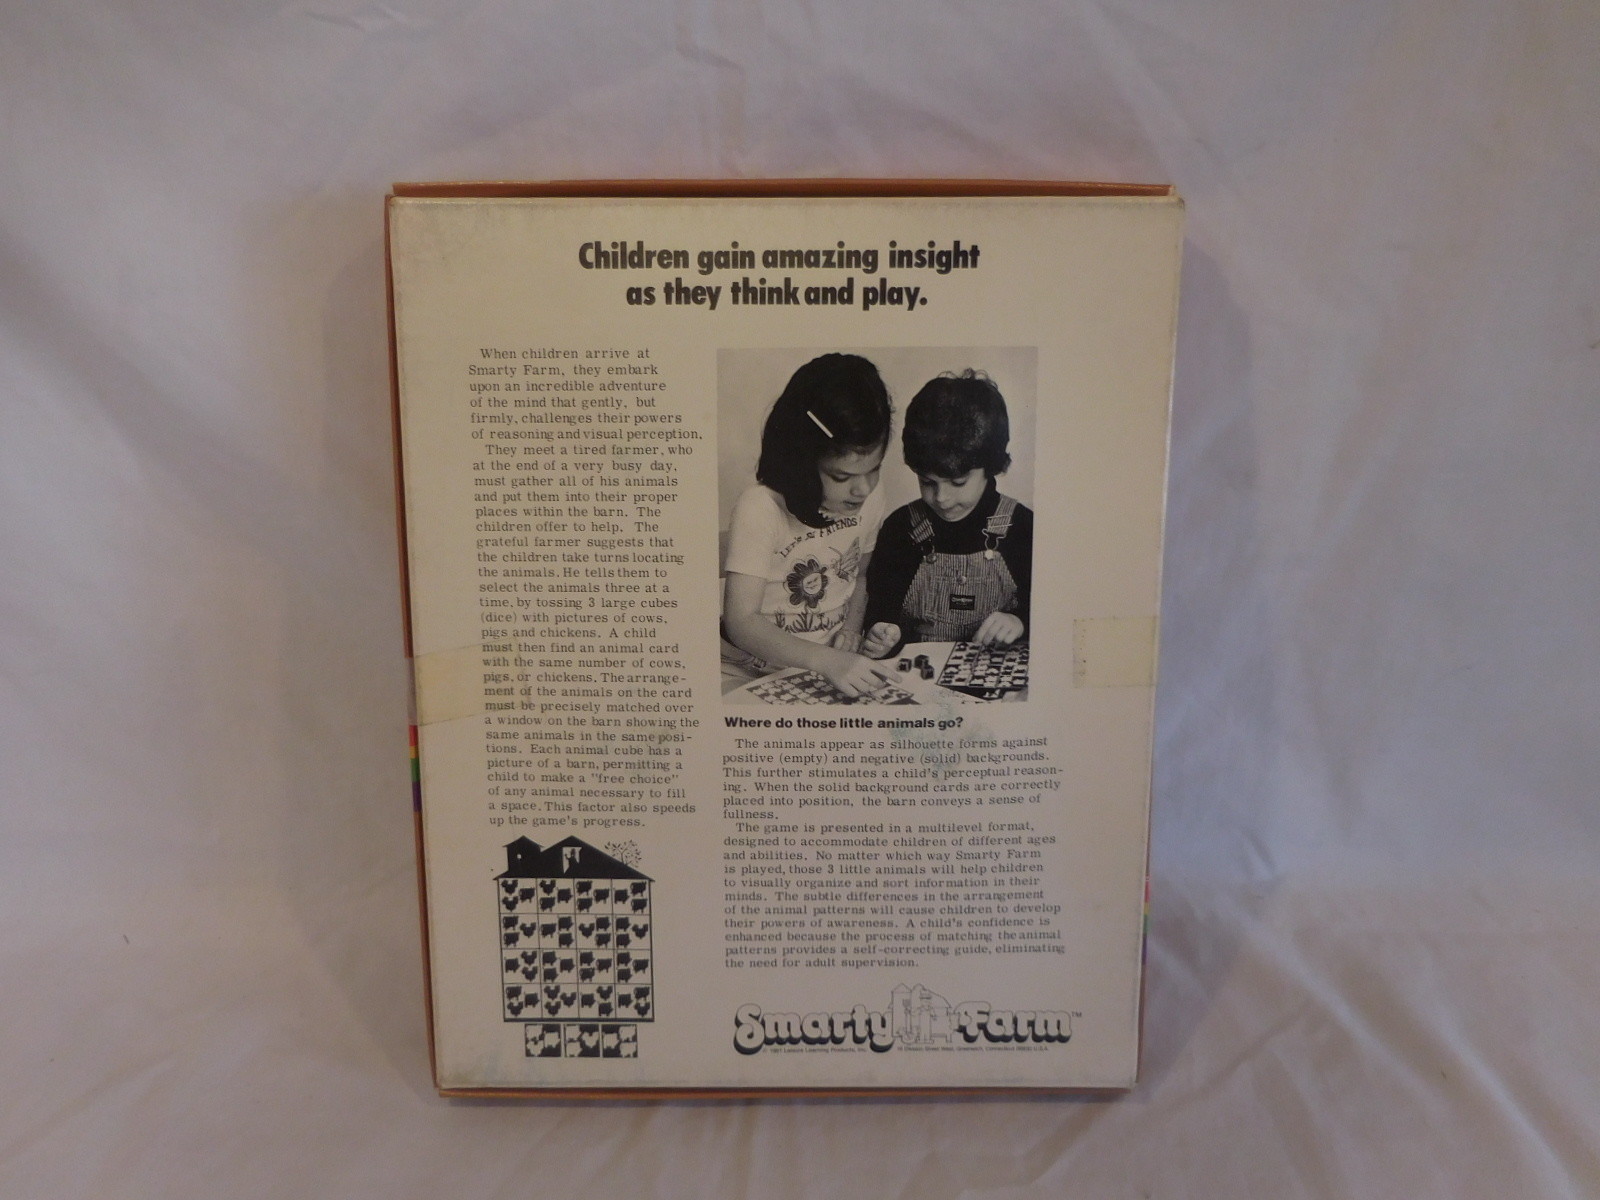 Children gain amazing insight
as they think and play.
When children arrive at
Smarty Farm, they embark
upon an incredible adventure
of the mind that gently, but
firmly, challenges their powers
of reasoning and visual perception.
They meet a tired farmer, who
at the end of a very busy day,
must gather all of his animals
and put them into their proper
places within the barn. The
children offer to help. The
grateful farmer suggests that
the children take turns locating
the animals. He tells them to
select the animals three at a
time, by tossing 3 large cubes
(dice) with pictures of cows,
pigs and chickens. A child
must then find an animal card
with the same number of cows,
pigs, or chickens. The arrange-
ment of the animals on the card
must be precisely matched over
a window on the barn showing the
same animals in the same posi-
tions. Each animal cube has a
picture of a barn, permitting a
child to make a "free choice"
of any animal necessary to fill
a space. This factor also speeds
up the game's progress.
LET'S BE FRIENDS!
Where do those little animals go?
The animals appear as silhouette forms against
positive (empty) and negative (solid) backgrounds.
This further stimulates a child's perceptual reason-
ing. When the solid background cards are correctly
placed into position, the barn conveys a sense of
fullness.
The game is presented in a multilevel format,
designed to accommodate children of different ages
and abilities. No matter which way Smarty Farm
is played, those 3 little animals will help children
to visually organize and sort information in their
minds. The subtle differences in the arrangement
of the animal patterns will cause children to develop
their powers of awareness. A child's confidence is
enhanced because the process of matching the animal
patterns provides a self-correcting guide, eliminating
the need for adult supervision.
Smarty Farm™
Leisure Learning Products, Inc. Greenwich, Connecticut U.S.A.